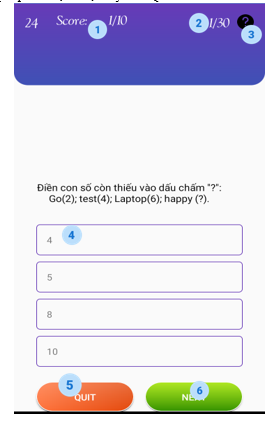 24 Score: 1/10 1/30 ?
1 2 3
Điền con số còn thiếu vào dấu chấm "?":
Go(2); test(4); Laptop(6); happy (?).
4 4
5
8
10
5 6
QUIT